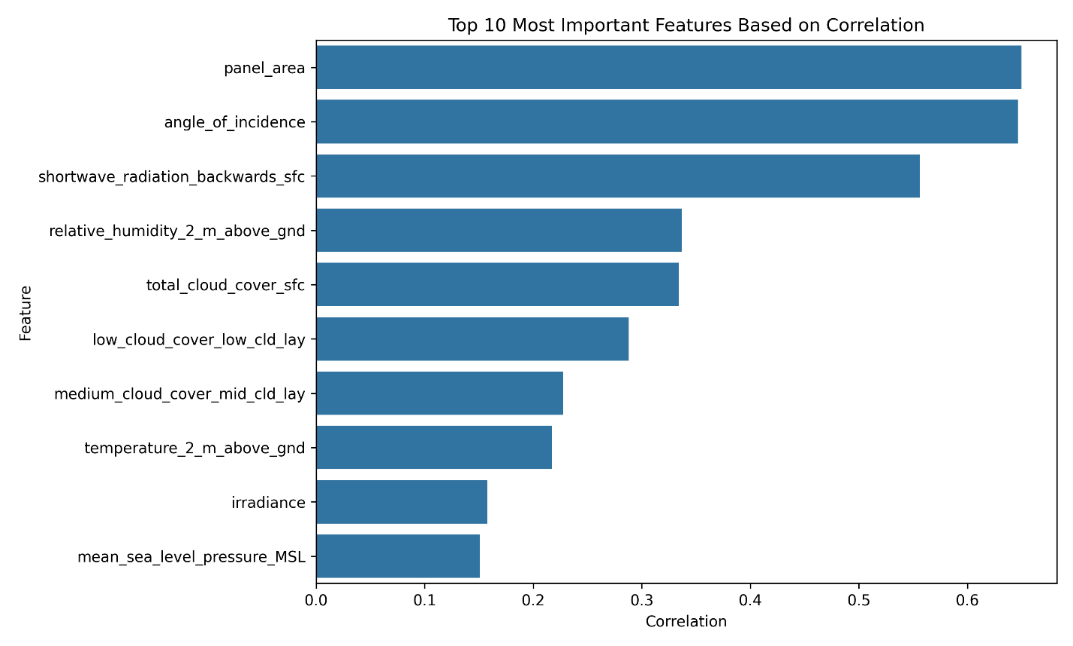 Top 10 Most Important Features Based on Correlation
panel_area
angle_of_incidence
shortwave_radiation_backwards_sfc
relative_humidity_2_m_above_gnd
total_cloud_cover_sfc
low_cloud_cover_low_cld_lay
medium_cloud_cover_mid_cld_lay
temperature_2_m_above_gnd
irradiance
mean_sea_level_pressure_MSL
Feature
0.0 0.1 0.2 0.3 0.4 0.5 0.6
Correlation